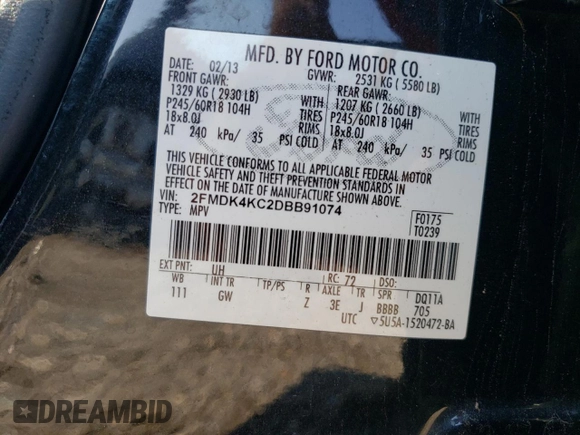 MFD. BY FORD MOTOR CO.
DATE: 02/13 GVWR: 2531 KG ( 5580 LB)
FRONT GAWR: REAR GAWR:
1329 KG ( 2930 LB) WITH 1207 KG ( 2660 LB) WITH
P245/60R18 104H TIRES P245/60R18 104H TIRES
18x8.0J RIMS 18x8.0J RIMS
AT 240 kPa/ 35 PSI COLD AT 240 kPa/ 35 PSI COLD
THIS VEHICLE CONFORMS TO ALL APPLICABLE FEDERAL MOTOR
VEHICLE SAFETY AND THEFT PREVENTION STANDARDS IN
EFFECT ON THE DATE OF MANUFACTURE SHOWN ABOVE.
VIN: 2FMDK4KC2DBB91074 F0175
TYPE: MPV T0239
EXT PNT: UH RC: 72 DSO:
WB INT TR TP/PS R AXLE TR SPR DQ11A
111 GW Z 3E J BBBB 705
UTC ▽5U5A-1520472-BA
DREAMBID